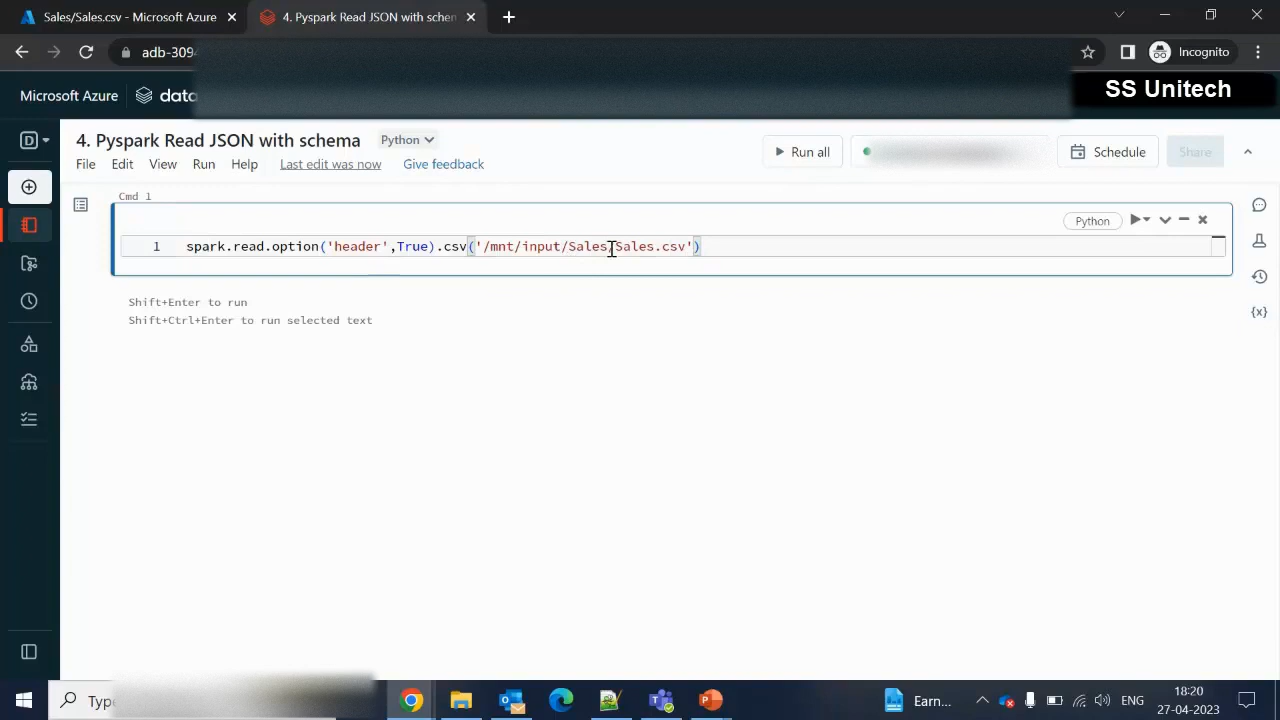 Sales/Sales.csv - Microsoft Azure
4. Pyspark Read JSON with schem
adb-3094
Incognito
Microsoft Azure
data
SS Unitech
4. Pyspark Read JSON with schema
Python
File Edit View Run Help Last edit was now Give feedback
Run all
Schedule
Share
Cmd 1
Python
1 spark.read.option('header',True).csv('/mnt/input/Sales/Sales.csv')
Shift+Enter to run
Shift+Ctrl+Enter to run selected text
Type
Earn...
ENG
18:20
27-04-2023